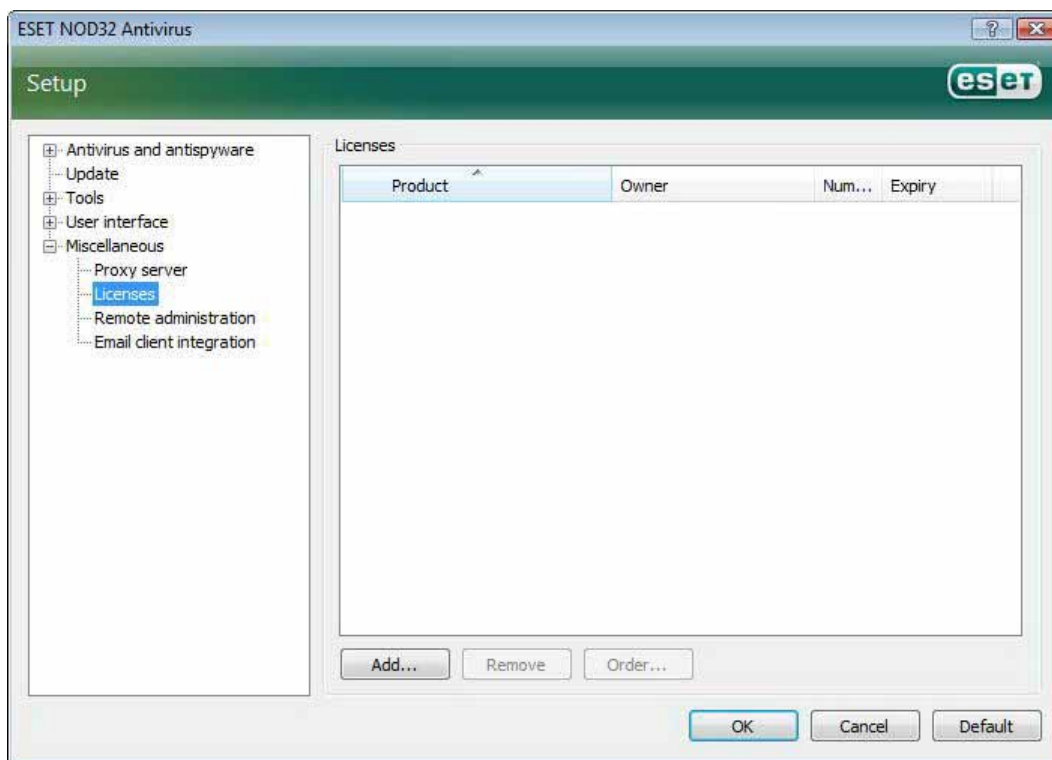 ESET NOD32 Antivirus
?
Setup
eseT
Antivirus and antispyware
Update
Tools
User interface
Miscellaneous
Proxy server
Licenses
Remote administration
Email client integration
Licenses
Product Owner Num... Expiry
Add... Remove Order...
OK Cancel Default